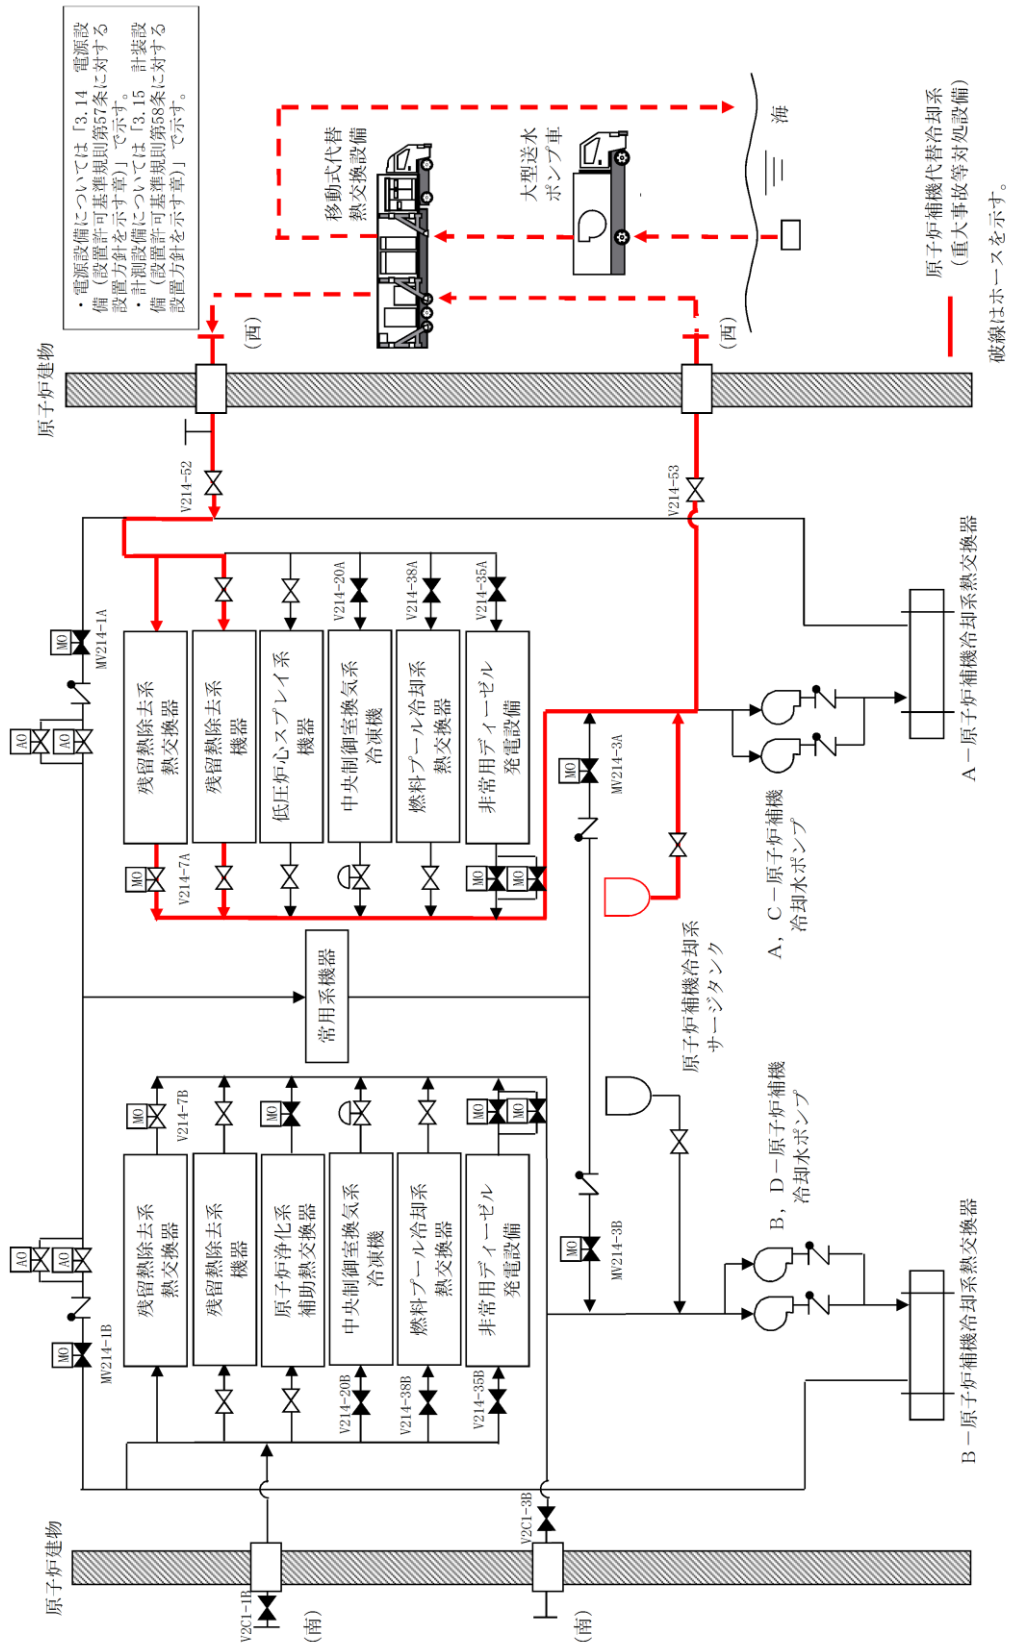 ・電源設備については「3.14　電源設
備（設置許可基準規則第57条に対する
設置方針を示す章）」で示す。
・計測設備については「3.15　計装設
備（設置許可基準規則第58条に対する
設置方針を示す章）」で示す。
原子炉建物
原子炉建物
V2C1-1B
(南)
V2C1-3B
(南)
MO
MV214-1B
AO
AO
AO
AO
MO
MV214-1A
V214-52
(西)
残留熱除去系
熱交換器
残留熱除去系
機器
原子炉浄化系
補助熱交換器
中央制御室換気系
冷凍機
燃料プール冷却系
熱交換器
非常用ディーゼル
発電設備
V214-20B
V214-38B
V214-35B
MO
V214-7B
MO
MO
MO
常用系機器
残留熱除去系
熱交換器
残留熱除去系
機器
低圧炉心スプレイ系
機器
中央制御室換気系
冷凍機
燃料プール冷却系
熱交換器
非常用ディーゼル
発電設備
MO
V214-7A
MO
MO
V214-20A
V214-38A
V214-35A
MO
MV214-3B
MO
MV214-3A
V214-53
(西)
原子炉補機冷却系
サージタンク
B，D－原子炉補機
冷却水ポンプ
A，C－原子炉補機
冷却水ポンプ
B－原子炉補機冷却系熱交換器
A－原子炉補機冷却系熱交換器
移動式代替
熱交換設備
大型送水
ポンプ車
海
原子炉補機代替冷却系
（重大事故等対処設備）
破線はホースを示す。